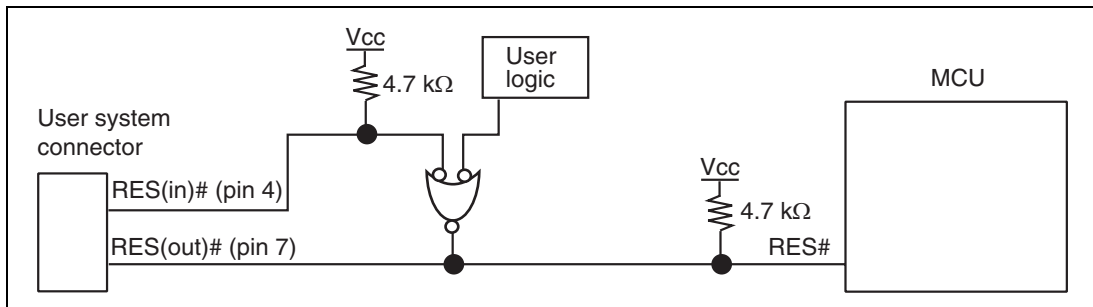 Vcc
4.7 kΩ
User
logic
MCU
User system
connector
RES(in)# (pin 4)
Vcc
4.7 kΩ
RES(out)# (pin 7)
RES#